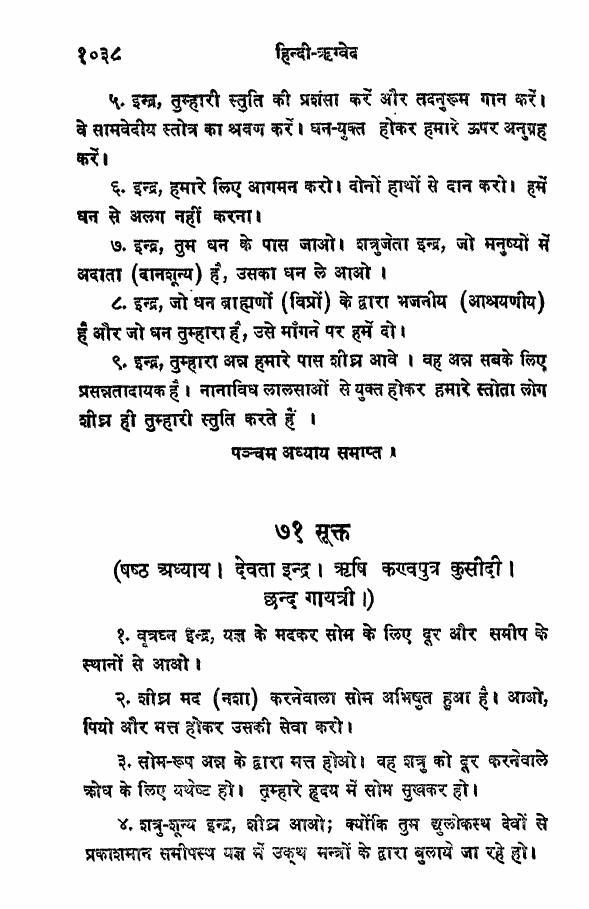 १०३८ हिन्दी-ऋग्वेद
५. इन्द्र, तुम्हारी स्तुति की प्रशंसा करें और तदनुरूप गान करें।
वे सामवेदीय स्तोत्र का श्रवण करें। धन-युक्त होकर हमारे ऊपर अनुग्रह
करें।
६. इन्द्र, हमारे लिए आगमन करो। दोनों हाथों से दान करो। हमें
धन से अलग नहीं करना।
७. इन्द्र, तुम धन के पास जाओ। शत्रुजेता इन्द्र, जो मनुष्यों में
अदाता (दानशून्य) है, उसका धन ले आओ ।
८. इन्द्र, जो धन ब्राह्मणों (विप्रों) के द्वारा भजनीय (आश्रयणीय)
है और जो धन तुम्हारा है, उसे माँगने पर हमें दो।
९. इन्द्र, तुम्हारा अन्न हमारे पास शीघ्र आवे । वह अन्न सबके लिए
प्रसन्नतादायक है। नानाविध लालसाओं से युक्त होकर हमारे स्तोता लोग
शीघ्र ही तुम्हारी स्तुति करते हैं ।
पञ्चम अध्याय समाप्त ।
७१ सूक्त
(षष्ठ अध्याय। देवता इन्द्र। ऋषि कण्वपुत्र कुसीदी।
छन्द गायत्री।)
१. वृत्रघ्न इन्द्र, यज्ञ के मदकर सोम के लिए दूर और समीप के
स्थानों से आओ।
२. शीघ्र मद (नशा) करनेवाला सोम अभिषुत हुआ है। आओ,
पियो और मत्त होकर उसकी सेवा करो।
३. सोम-रूप अन्न के द्वारा मत्त होओ। वह शत्रु को दूर करनेवाले
क्रोध के लिए यथेष्ट हो। तुम्हारे हृदय में सोम सुखकर हो।
४. शत्रु-शून्य इन्द्र, शीघ्र आओ; क्योंकि तुम द्युलोकस्थ देवों से
प्रकाशमान समीपस्थ यज्ञ में उक्थ मन्त्रों के द्वारा बुलाये जा रहे हो।